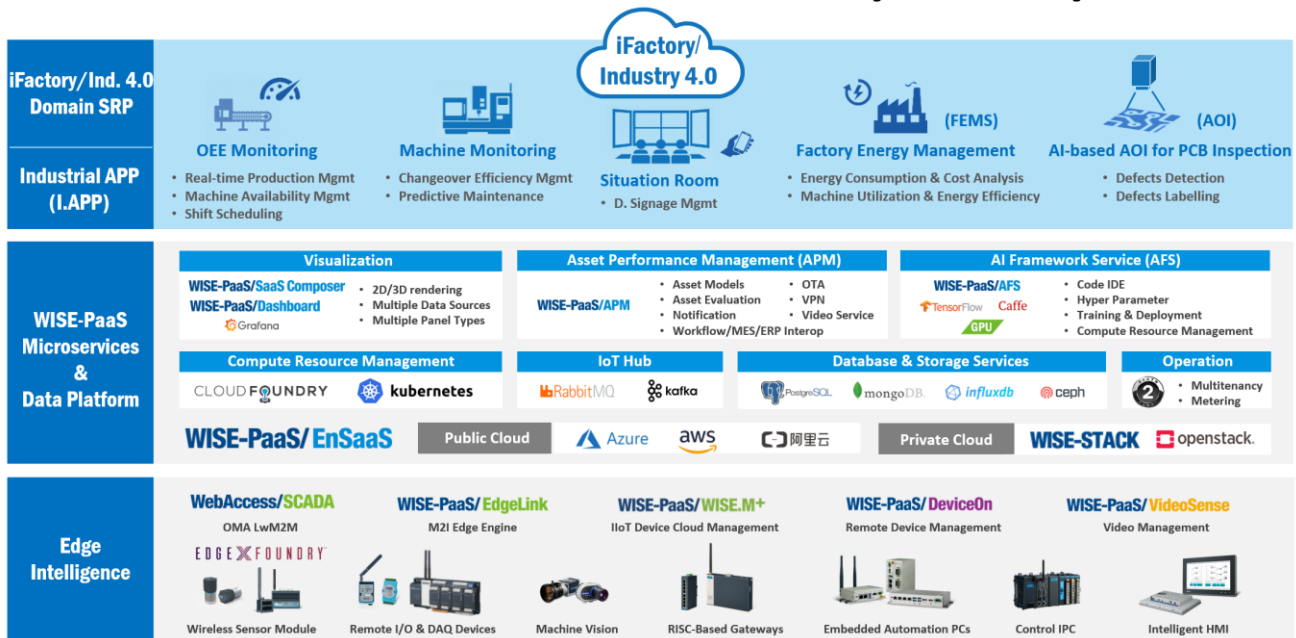 iFactory/
Industry 4.0
iFactory/Ind. 4.0
Domain SRP
Industrial APP
(I.APP)
OEE Monitoring
• Real-time Production Mgmt
• Machine Availability Mgmt
• Shift Scheduling
Machine Monitoring
• Changeover Efficiency Mgmt
• Predictive Maintenance
Situation Room
• D. Signage Mgmt
(FEMS)
Factory Energy Management
• Energy Consumption & Cost Analysis
• Machine Utilization & Energy Efficiency
(AOI)
AI-based AOI for PCB Inspection
• Defects Detection
• Defects Labelling
WISE-PaaS
Microservices
&
Data Platform
Visualization
WISE-PaaS/SaaS Composer
WISE-PaaS/Dashboard
Grafana
• 2D/3D rendering
• Multiple Data Sources
• Multiple Panel Types
Asset Performance Management (APM)
WISE-PaaS/APM
• Asset Models
• Asset Evaluation
• Notification
• Workflow/MES/ERP Interop
• OTA
• VPN
• Video Service
AI Framework Service (AFS)
WISE-PaaS/AFS
TensorFlow Caffe
GPU
• Code IDE
• Hyper Parameter
• Training & Deployment
• Compute Resource Management
Compute Resource Management
CLOUD FOUNDRY kubernetes
IoT Hub
RabbitMQ kafka
Database & Storage Services
PostgreSQL mongoDB. influxdb ceph
Operation
2
• Multitenancy
• Metering
WISE-PaaS/EnSaaS Public Cloud Azure aws 阿里云 Private Cloud WISE-STACK openstack.
Edge
Intelligence
WebAccess/SCADA
OMA LwM2M
EDGE X FOUNDRY
WISE-PaaS/EdgeLink
M2I Edge Engine
WISE-PaaS/WISE.M+
IIoT Device Cloud Management
WISE-PaaS/DeviceOn
Remote Device Management
WISE-PaaS/VideoSense
Video Management
Wireless Sensor Module
Remote I/O & DAQ Devices
Machine Vision
RISC-Based Gateways
Embedded Automation PCs
Control IPC
Intelligent HMI